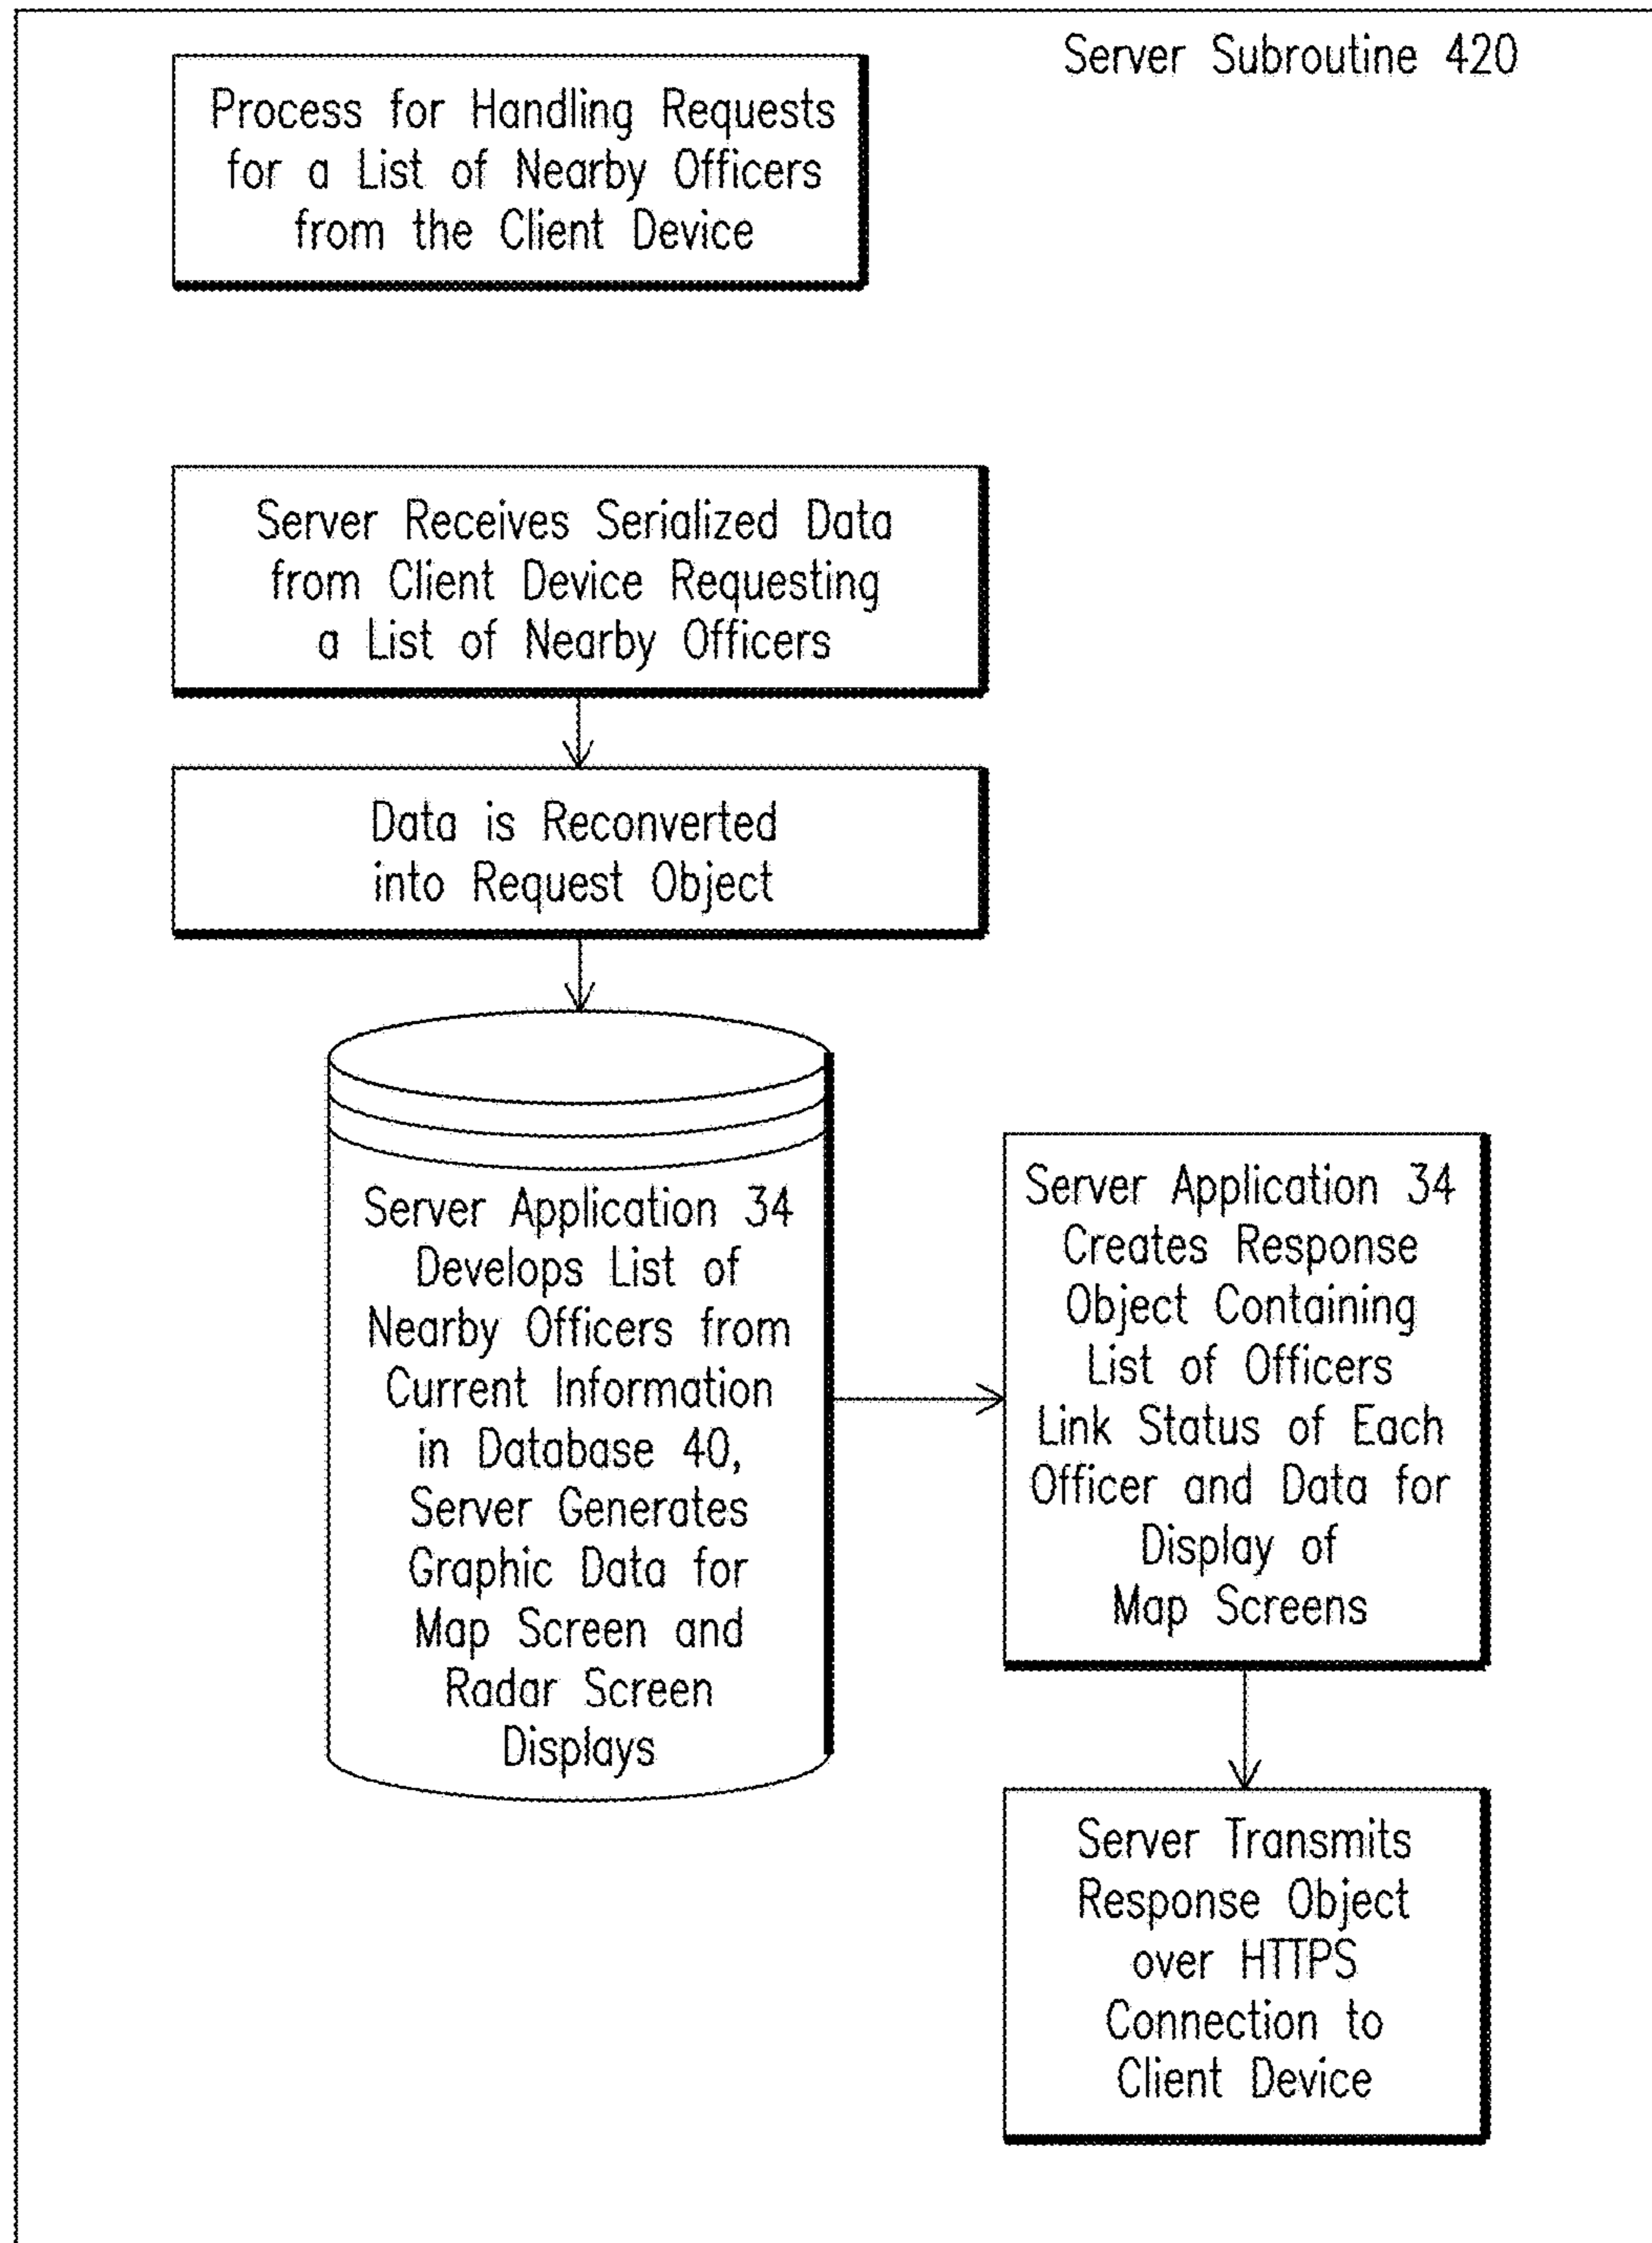 Server Subroutine 420
Process for Handling Requests
for a List of Nearby Officers
from the Client Device
Server Receives Serialized Data
from Client Device Requesting
a List of Nearby Officers
Data is Reconverted
into Request Object
Server Application 34
Develops List of
Nearby Officers from
Current Information
in Database 40,
Server Generates
Graphic Data for
Map Screen and
Radar Screen
Displays
Server Application 34
Creates Response
Object Containing
List of Officers
Link Status of Each
Officer and Data for
Display of
Map Screens
Server Transmits
Response Object
over HTTPS
Connection to
Client Device